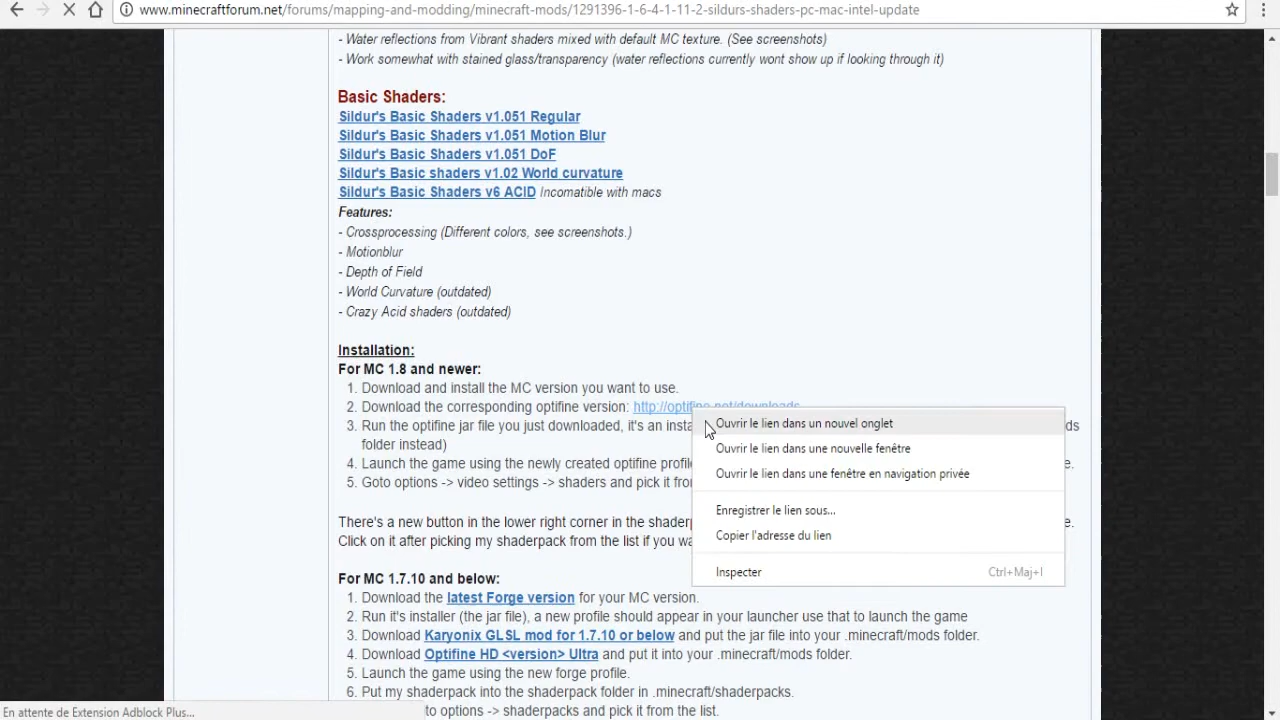 www.minecraftforum.net/forums/mapping-and-modding/minecraft-mods/1291396-1-6-4-1-11-2-sildurs-shaders-pc-mac-intel-update
- Water reflections from Vibrant shaders mixed with default MC texture. (See screenshots)
- Work somewhat with stained glass/transparency (water reflections currently wont show up if looking through it)
Basic Shaders:
Sildur's Basic Shaders v1.051 Regular
Sildur's Basic Shaders v1.051 Motion Blur
Sildur's Basic Shaders v1.051 DoF
Sildur's Basic shaders v1.02 World curvature
Sildur's Basic Shaders v6 ACID Incomatible with macs
Features:
- Crossprocessing (Different colors, see screenshots.)
- Motionblur
- Depth of Field
- World Curvature (outdated)
- Crazy Acid shaders (outdated)
Installation:
For MC 1.8 and newer:
1. Download and install the MC version you want to use.
2. Download the corresponding optifine version: http://optifine.net/downloads
3. Run the optifine jar file you just downloaded, it's an insta ds
folder instead)
4. Launch the game using the newly created optifine profil e.
5. Goto options -> video settings -> shaders and pick it fro
There's a new button in the lower right corner in the shaderp e.
Click on it after picking my shaderpack from the list if you wa
Ouvrir le lien dans un nouvel onglet
Ouvrir le lien dans une nouvelle fenêtre
Ouvrir le lien dans une fenêtre en navigation privée
Enregistrer le lien sous...
Copier l'adresse du lien
Inspecter Ctrl+Maj+I
For MC 1.7.10 and below:
1. Download the latest Forge version for your MC version.
2. Run it's installer (the jar file), a new profile should appear in your launcher use that to launch the game
3. Download Karyonix GLSL mod for 1.7.10 or below and put the jar file into your .minecraft/mods folder.
4. Download Optifine HD <version> Ultra and put it into your .minecraft/mods folder.
5. Launch the game using the new forge profile.
6. Put my shaderpack into the shaderpack folder in .minecraft/shaderpacks.
to options -> shaderpacks and pick it from the list.
En attente de Extension Adblock Plus...